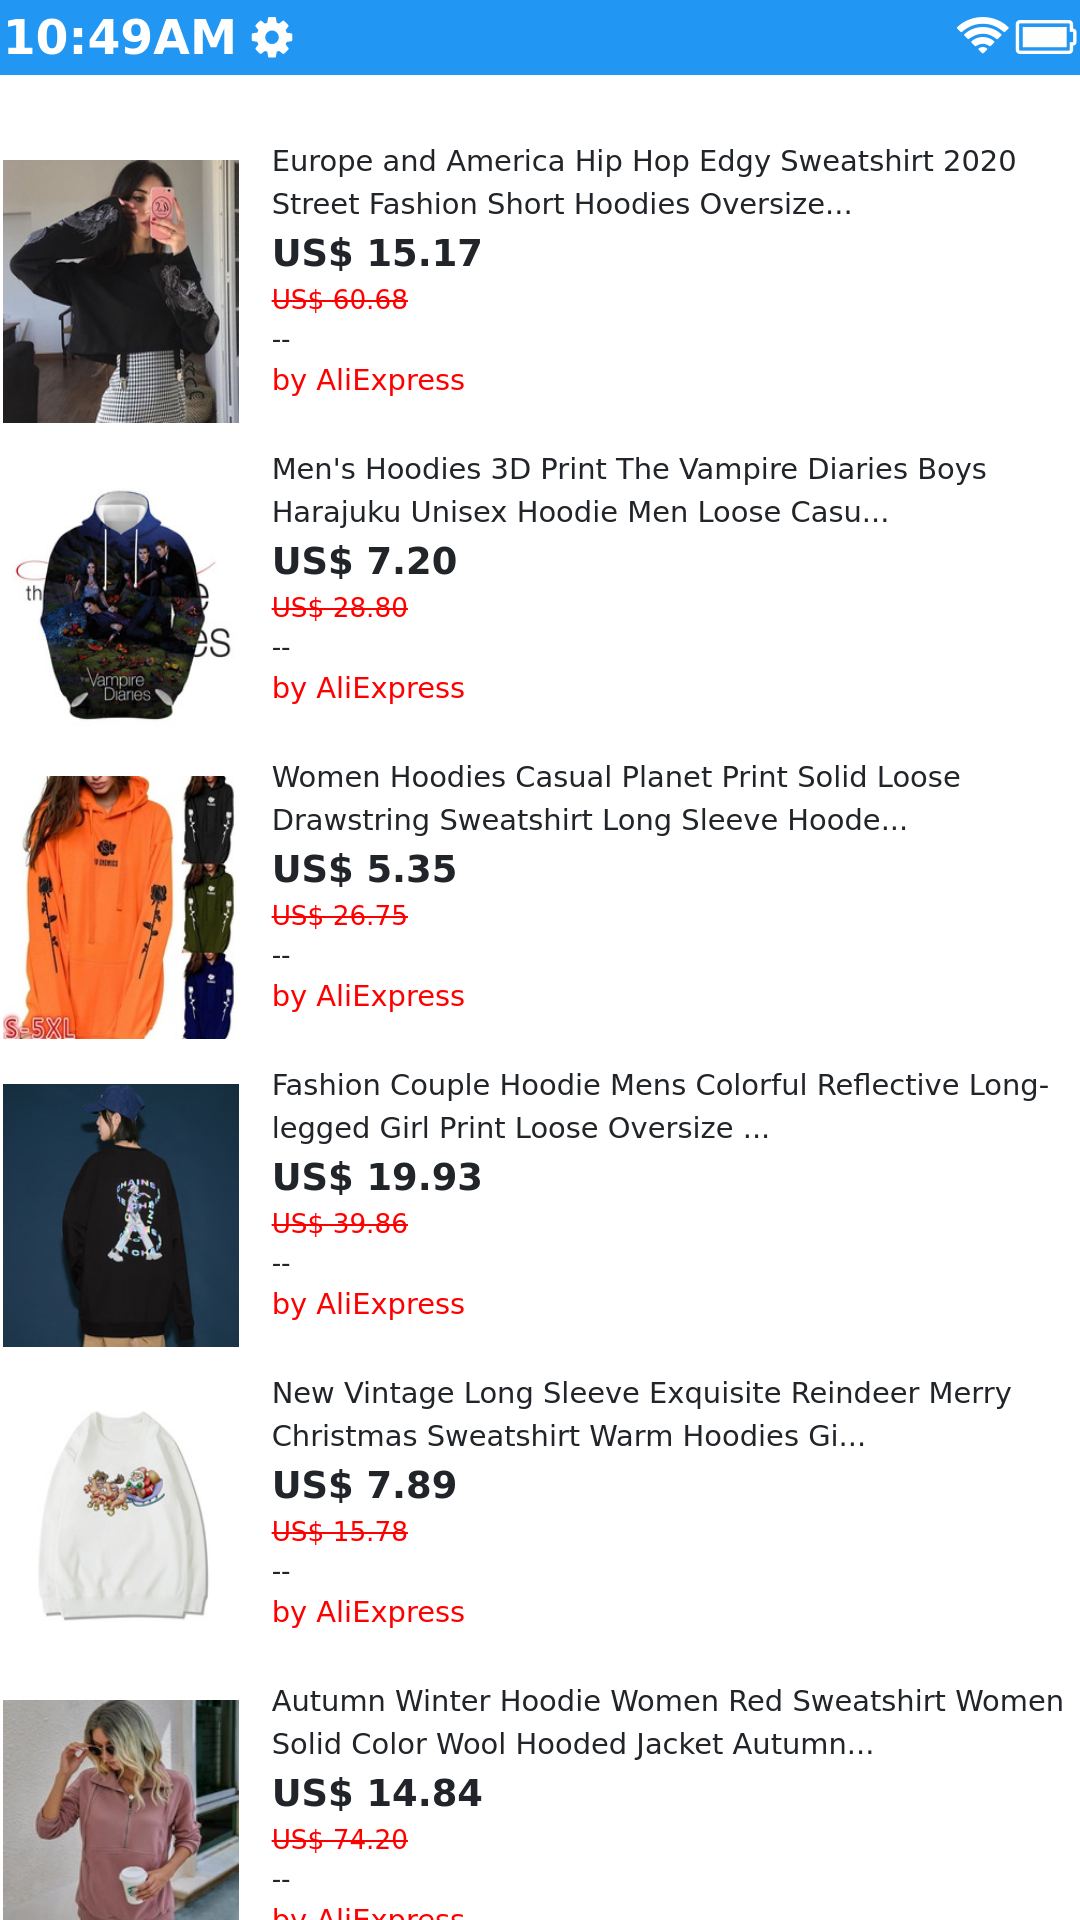 10:49AM
Europe and America Hip Hop Edgy Sweatshirt 2020
Street Fashion Short Hoodies Oversize...
US$ 15.17
US$ 60.68
--
by AliExpress
Men's Hoodies 3D Print The Vampire Diaries Boys
Harajuku Unisex Hoodie Men Loose Casu...
US$ 7.20
US$ 28.80
--
by AliExpress
Vampire
Diaries
Women Hoodies Casual Planet Print Solid Loose
Drawstring Sweatshirt Long Sleeve Hoode...
US$ 5.35
US$ 26.75
--
by AliExpress
S-5XL
Fashion Couple Hoodie Mens Colorful Reflective Long-
legged Girl Print Loose Oversize ...
US$ 19.93
US$ 39.86
--
by AliExpress
New Vintage Long Sleeve Exquisite Reindeer Merry
Christmas Sweatshirt Warm Hoodies Gi...
US$ 7.89
US$ 15.78
--
by AliExpress
Autumn Winter Hoodie Women Red Sweatshirt Women
Solid Color Wool Hooded Jacket Autumn...
US$ 14.84
US$ 74.20
--
by AliExpress